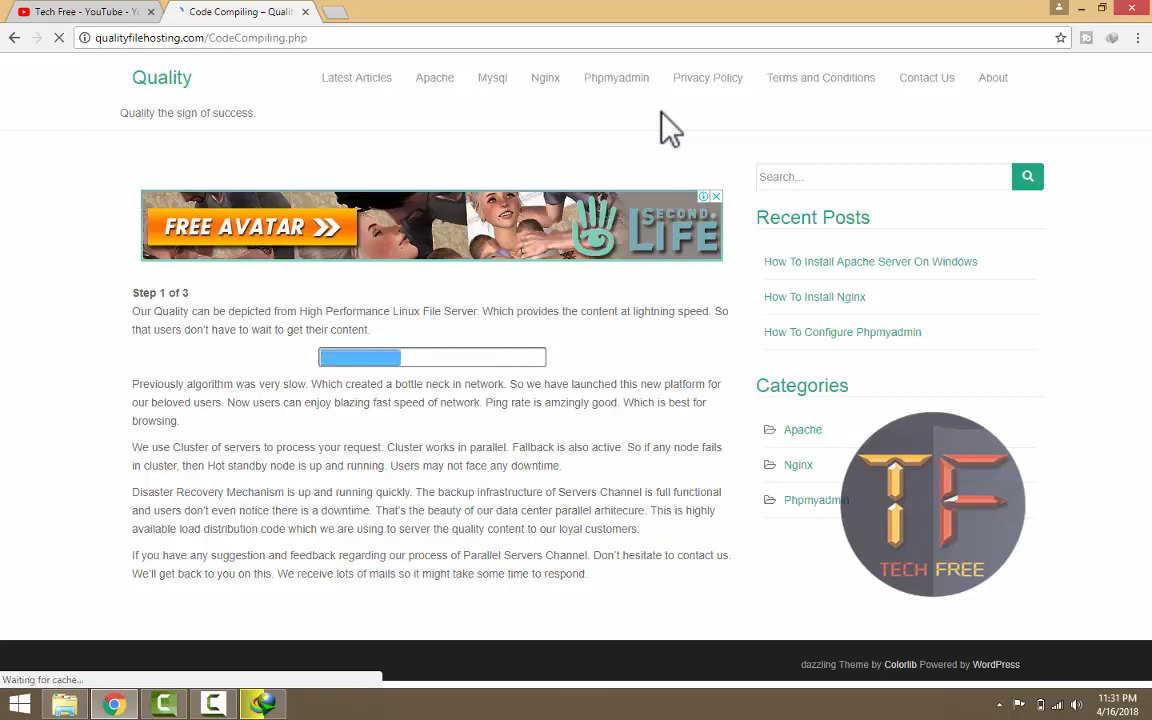 Tech Free - YouTube - Y
Code Compiling – Quali
qualityfilehosting.com/CodeCompiling.php
Quality
Latest Articles
Apache
Mysql
Nginx
Phpmyadmin
Privacy Policy
Terms and Conditions
Contact Us
About
Quality the sign of success.
Search...
FREE AVATAR >>
SECOND
LIFE
Recent Posts
How To Install Apache Server On Windows
How To Install Nginx
How To Configure Phpmyadmin
Step 1 of 3
Our Quality can be depicted from High Performance Linux File Server. Which provides the content at lightning speed. So
that users don't have to wait to get their content.
Previously algorithm was very slow. Which created a bottle neck in network. So we have launched this new platform for
our beloved users. Now users can enjoy blazing fast speed of network. Ping rate is amzingly good. Which is best for
browsing.
We use Cluster of servers to process your request. Cluster works in parallel. Fallback is also active. So if any node fails
in cluster, then Hot standby node is up and running. Users may not face any downtime.
Disaster Recovery Mechanism is up and running quickly. The backup infrastructure of Servers Channel is full functional
and users don't even notice there is a downtime. That's the beauty of our data center parallel arhitecure. This is highly
available load distribution code which we are using to server the quality content to our loyal customers.
If you have any suggestion and feedback regarding our process of Parallel Servers Channel. Don't hesitate to contact us.
We'll get back to you on this. We receive lots of mails so it might take some time to respond.
Categories
Apache
Nginx
Phpmyadmin
TF
TECH FREE
dazzling Theme by Colorlib Powered by WordPress
Waiting for cache...
11:31 PM
4/16/2018